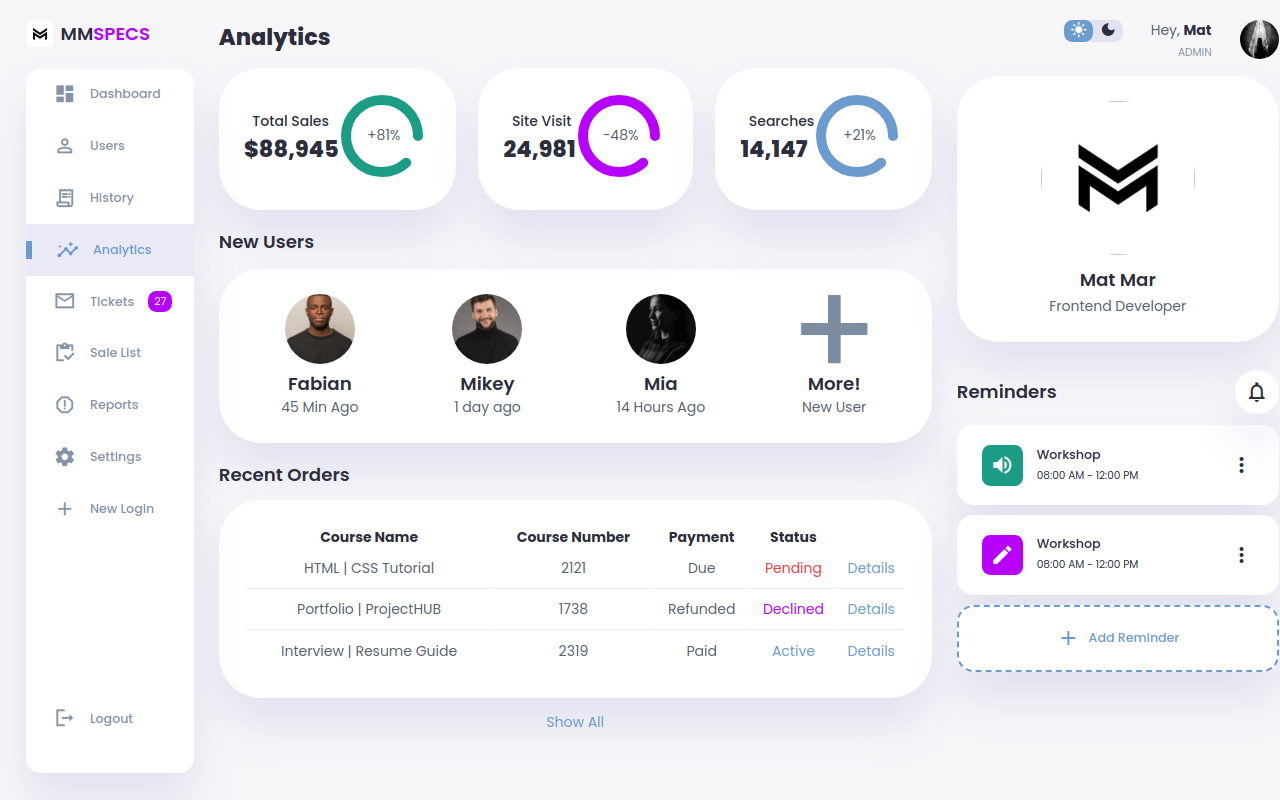 MMSPECS
Dashboard
Users
History
Analytics
Tickets 27
Sale List
Reports
Settings
New Login
Logout
Analytics
Total Sales
$88,945
+81%
Site Visit
24,981
-48%
Searches
14,147
+21%
New Users
Fabian
45 Min Ago
Mikey
1 day ago
Mia
14 Hours Ago
More!
New User
Recent Orders
Course Name Course Number Payment Status
HTML | CSS Tutorial 2121 Due Pending Details
Portfolio | ProjectHUB 1738 Refunded Declined Details
Interview | Resume Guide 2319 Paid Active Details
Show All
Hey, Mat
ADMIN
Mat Mar
Frontend Developer
Reminders
Workshop
08:00 AM - 12:00 PM
Workshop
08:00 AM - 12:00 PM
Add Reminder